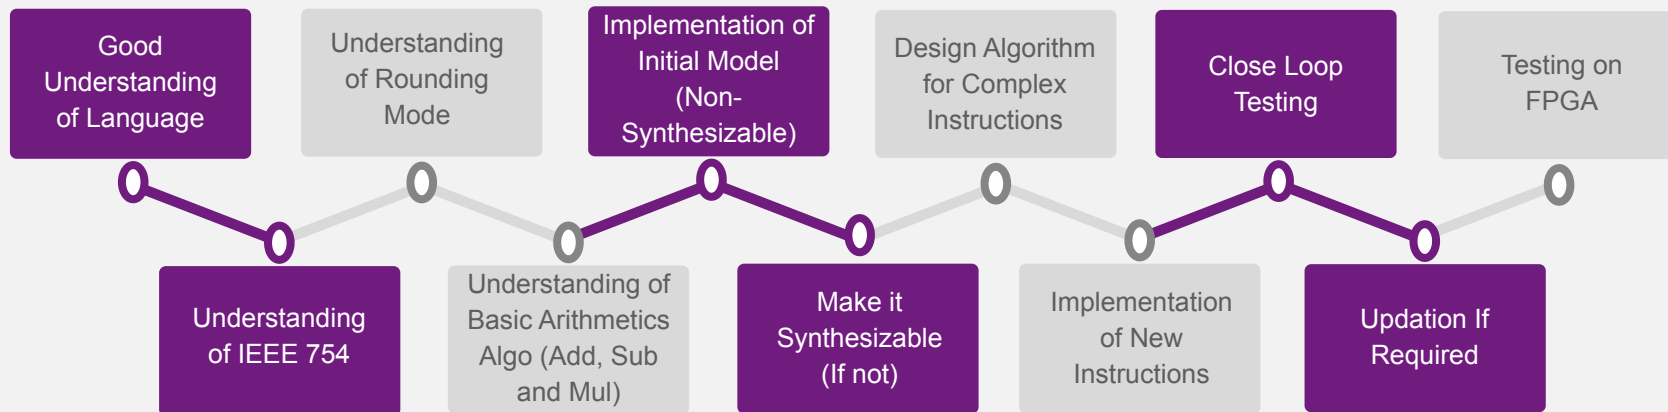 Good
Understanding
of Language
Understanding
of IEEE 754
Understanding
of Rounding
Mode
Understanding of
Basic Arithmetics
Algo (Add, Sub
and Mul)
Implementation of
Initial Model
(Non-
Synthesizable)
Make it
Synthesizable
(If not)
Design Algorithm
for Complex
Instructions
Implementation
of New
Instructions
Close Loop
Testing
Updation If
Required
Testing on
FPGA